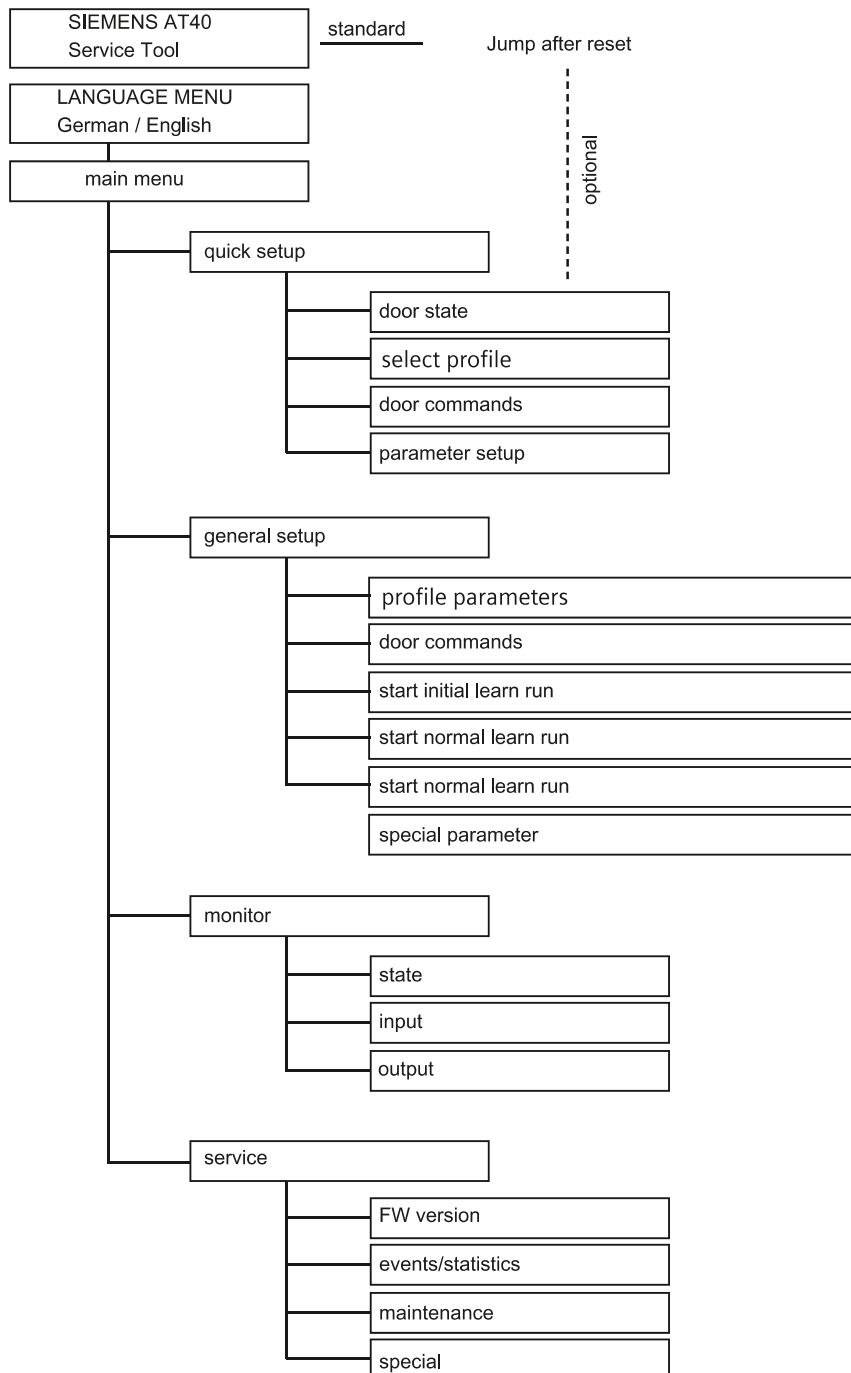 SIEMENS AT40
Service Tool
standard
Jump after reset
LANGUAGE MENU
German / English
optional
main menu
quick setup
door state
select profile
door commands
parameter setup
general setup
profile parameters
door commands
start initial learn run
start normal learn run
start normal learn run
special parameter
monitor
state
input
output
service
FW version
events/statistics
maintenance
special